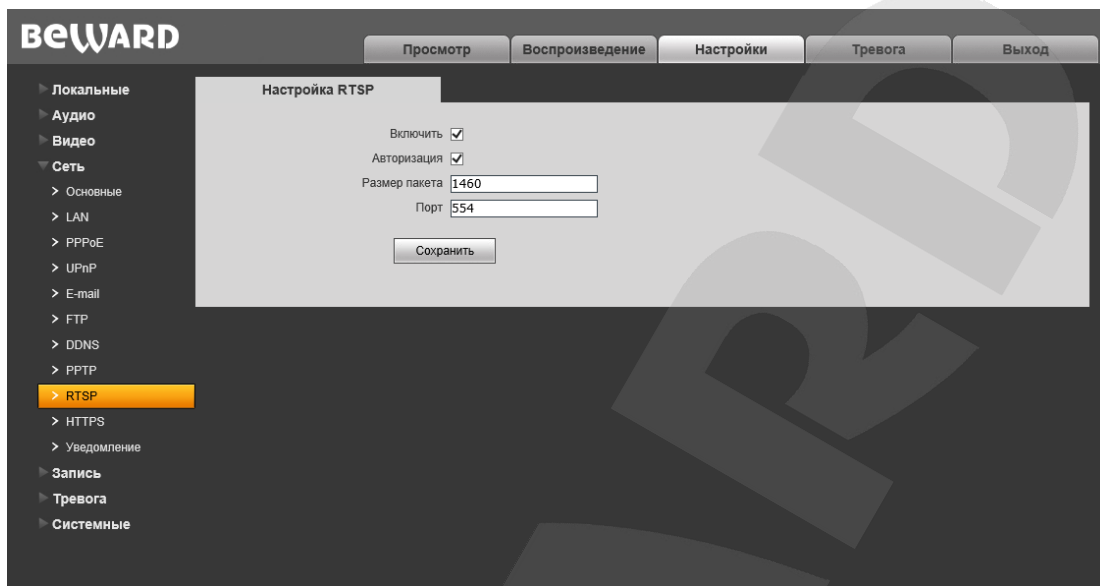 BEWARD
Просмотр
Воспроизведение
Настройки
Тревога
Выход
Локальные
Аудио
Видео
Сеть
Основные
LAN
PPPoE
UPnP
E-mail
FTP
DDNS
PPTP
RTSP
HTTPS
Уведомление
Запись
Тревога
Системные
Настройка RTSP
Включить
Авторизация
Размер пакета 1460
Порт 554
Сохранить